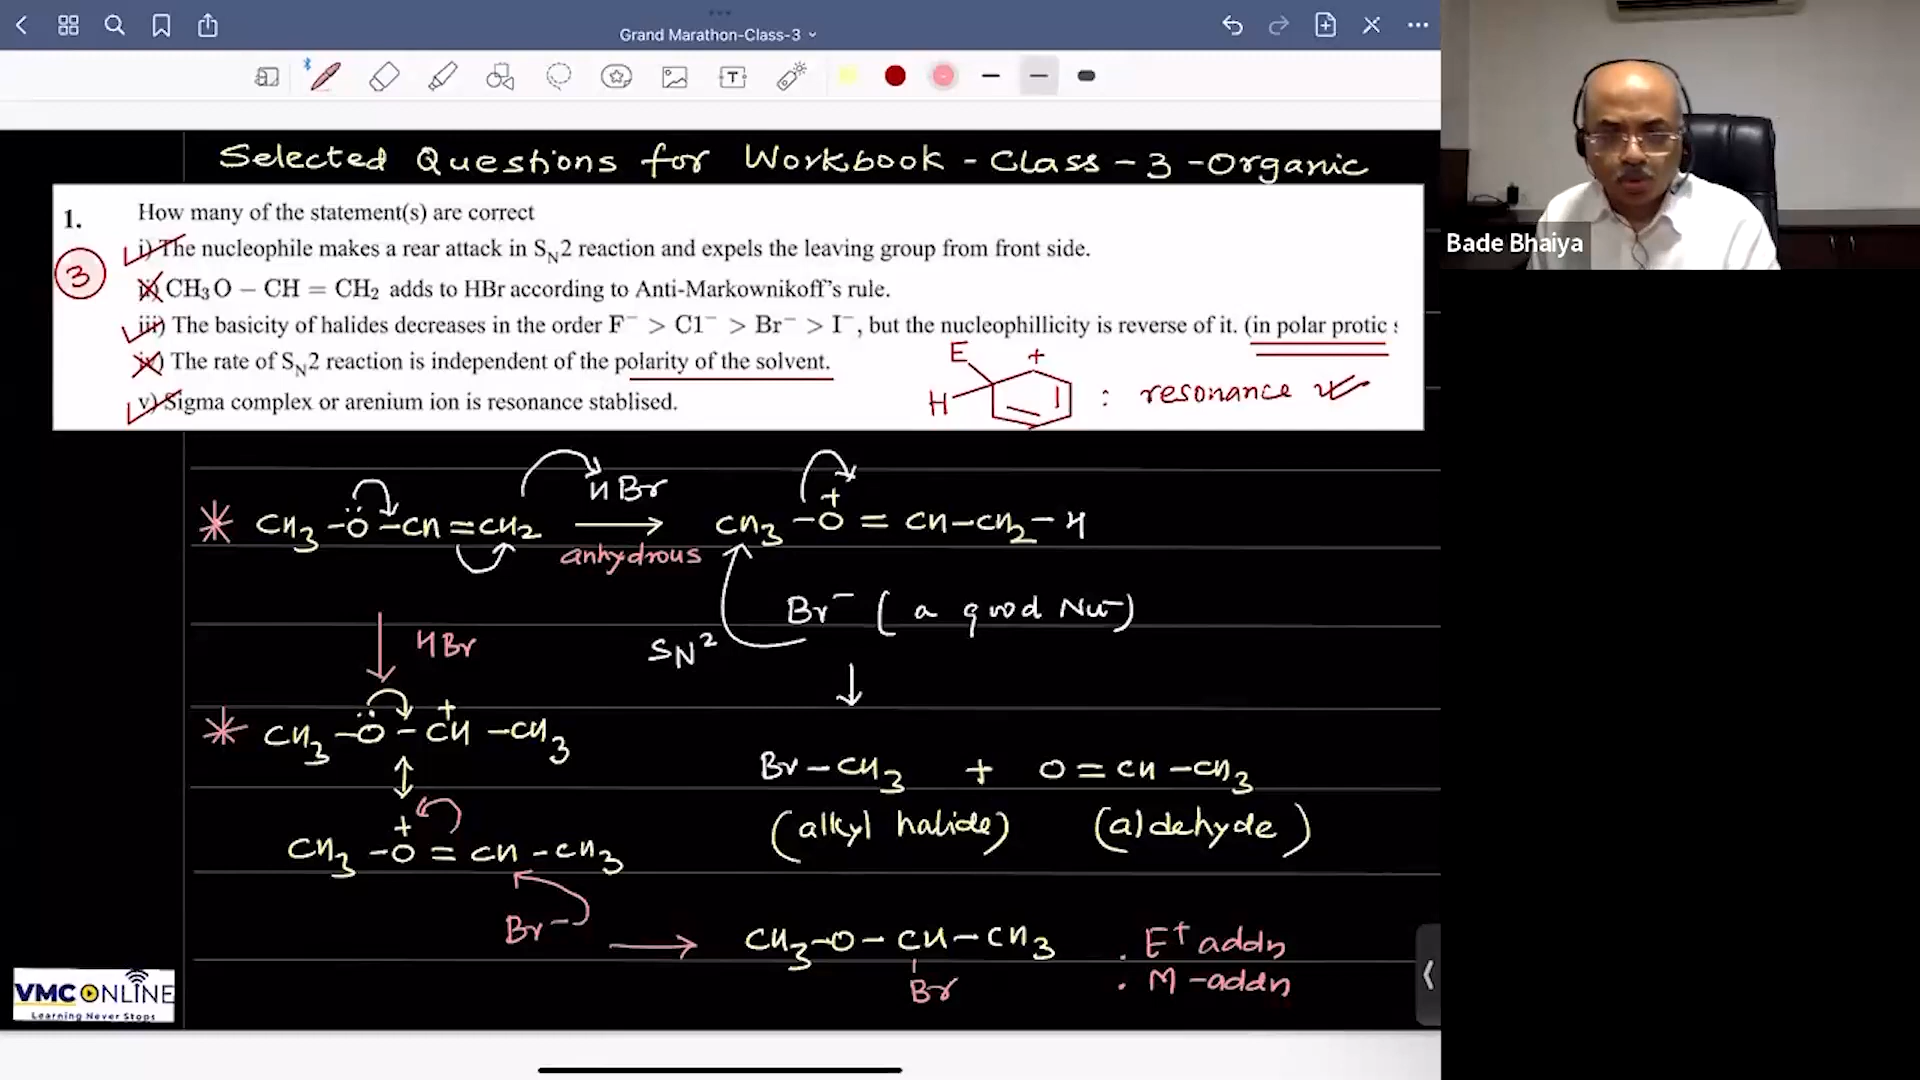 Grand Marathon-Class-3
Selected Questions for Workbook - Class - 3 - Organic
1. How many of the statement(s) are correct
3
i) The nucleophile makes a rear attack in SN2 reaction and expels the leaving group from front side.
ii) CH3O – CH = CH2 adds to HBr according to Anti-Markownikoff's rule.
iii) The basicity of halides decreases in the order F⁻ > C1⁻ > Br⁻ > I⁻, but the nucleophillicity is reverse of it. (in polar protic s
iv) The rate of SN2 reaction is independent of the polarity of the solvent.
v) Sigma complex or arenium ion is resonance stablised.
E
+
H
: resonance
Bade Bhaiya
CH3 - O - CH = CH2
HBr
anhydrous
+
CH3 - O = CH - CH2 - H
Br⁻ ( a good Nu⁻)
SN2
HBr
+
CH3 - O - CH - CH3
Br - CH3 + O = CH - CH3
(alkyl halide) (aldehyde)
+
CH3 - O = CH - CH3
Br⁻
CH3 - O - CH - CH3
Br
. E⁺ addn
. M - addn
VMC ONLINE
Learning Never Stops